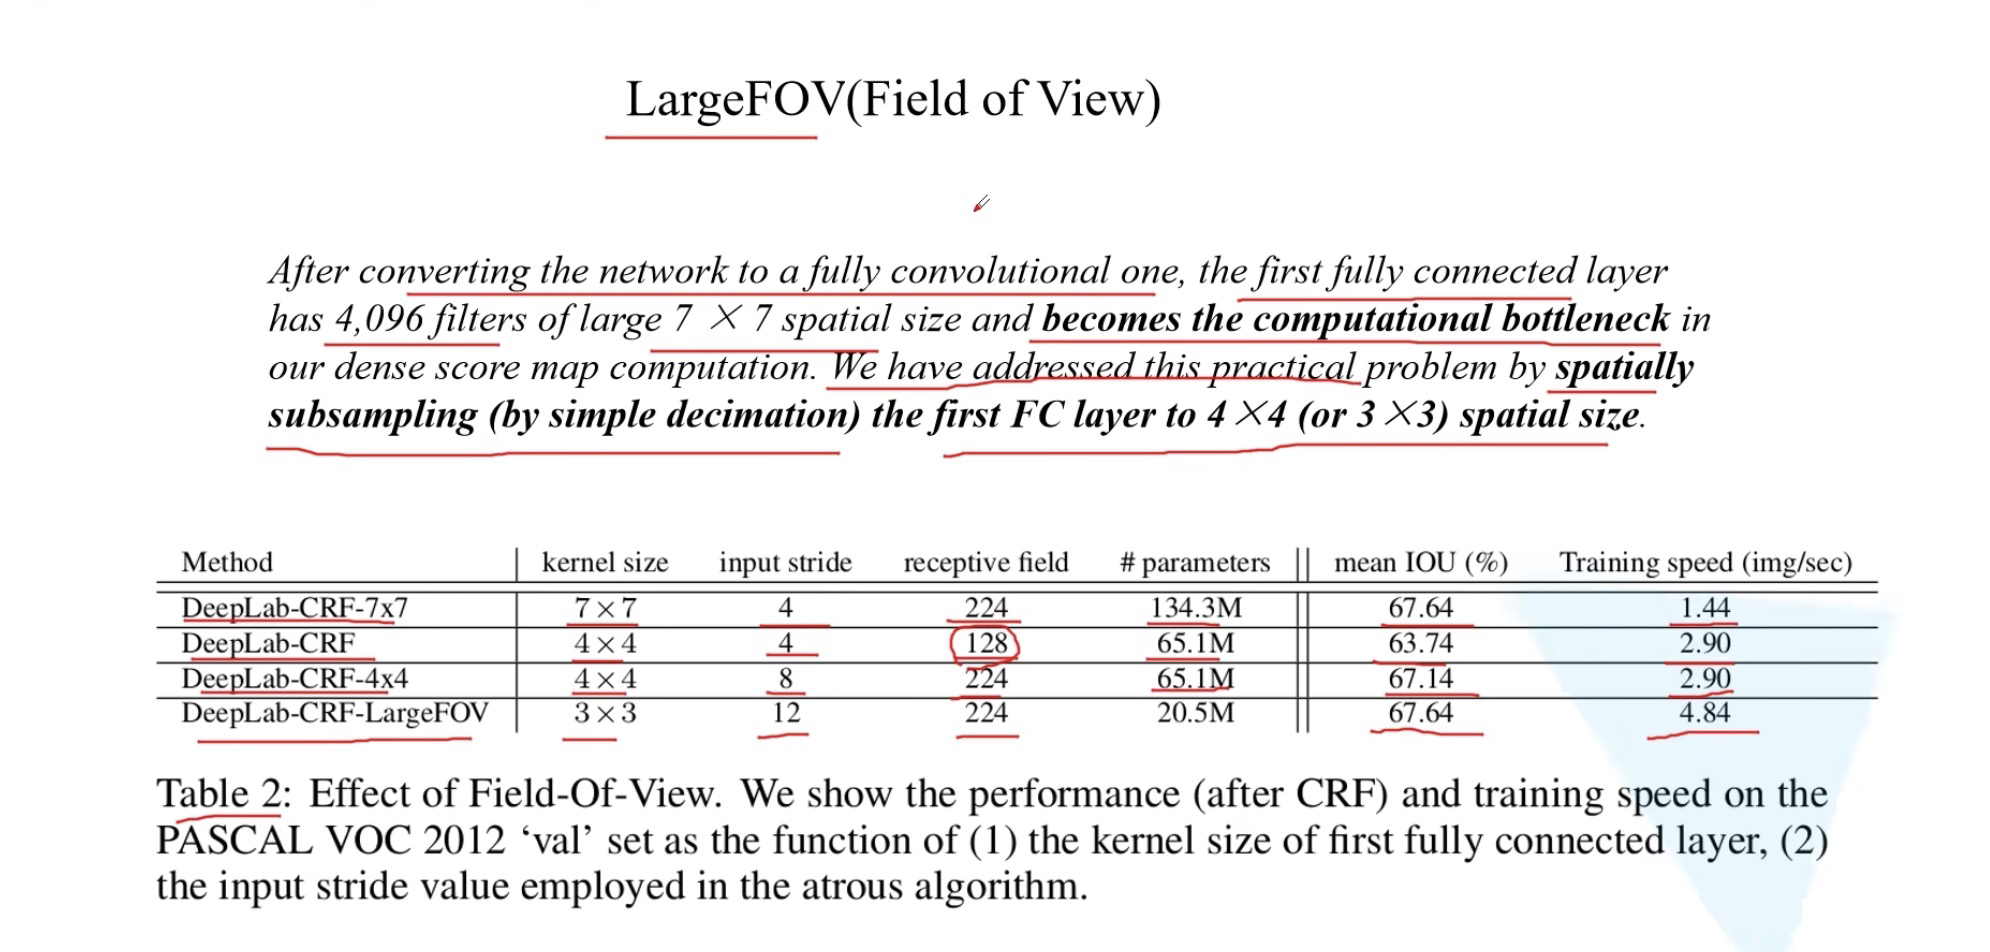 LargeFOV(Field of View)
After converting the network to a fully convolutional one, the first fully connected layer
has 4,096 filters of large 7 × 7 spatial size and becomes the computational bottleneck in
our dense score map computation. We have addressed this practical problem by spatially
subsampling (by simple decimation) the first FC layer to 4 ×4 (or 3 ×3) spatial size.
Method kernel size input stride receptive field # parameters mean IOU (%) Training speed (img/sec)
DeepLab-CRF-7x7 7×7 4 224 134.3M 67.64 1.44
DeepLab-CRF 4×4 4 128 65.1M 63.74 2.90
DeepLab-CRF-4x4 4×4 8 224 65.1M 67.14 2.90
DeepLab-CRF-LargeFOV 3×3 12 224 20.5M 67.64 4.84
Table 2: Effect of Field-Of-View. We show the performance (after CRF) and training speed on the
PASCAL VOC 2012 ‘val’ set as the function of (1) the kernel size of first fully connected layer, (2)
the input stride value employed in the atrous algorithm.